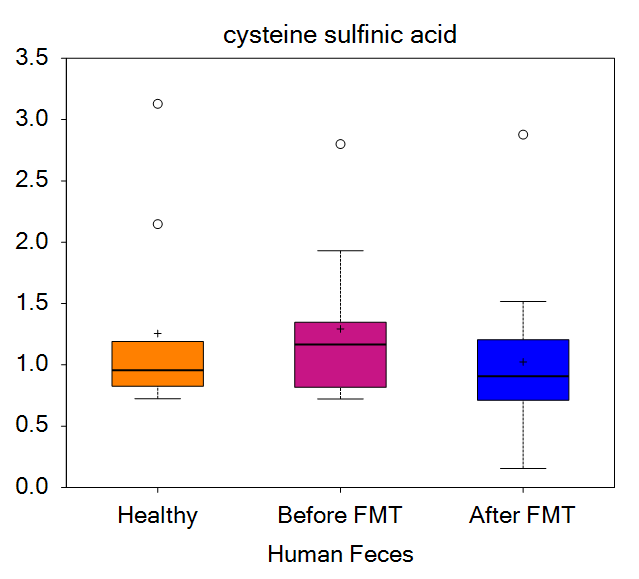 cysteine sulfinic acid
3.5
3.0
2.5
2.0
1.5
1.0
0.5
0.0
Healthy
Before FMT
After FMT
Human Feces